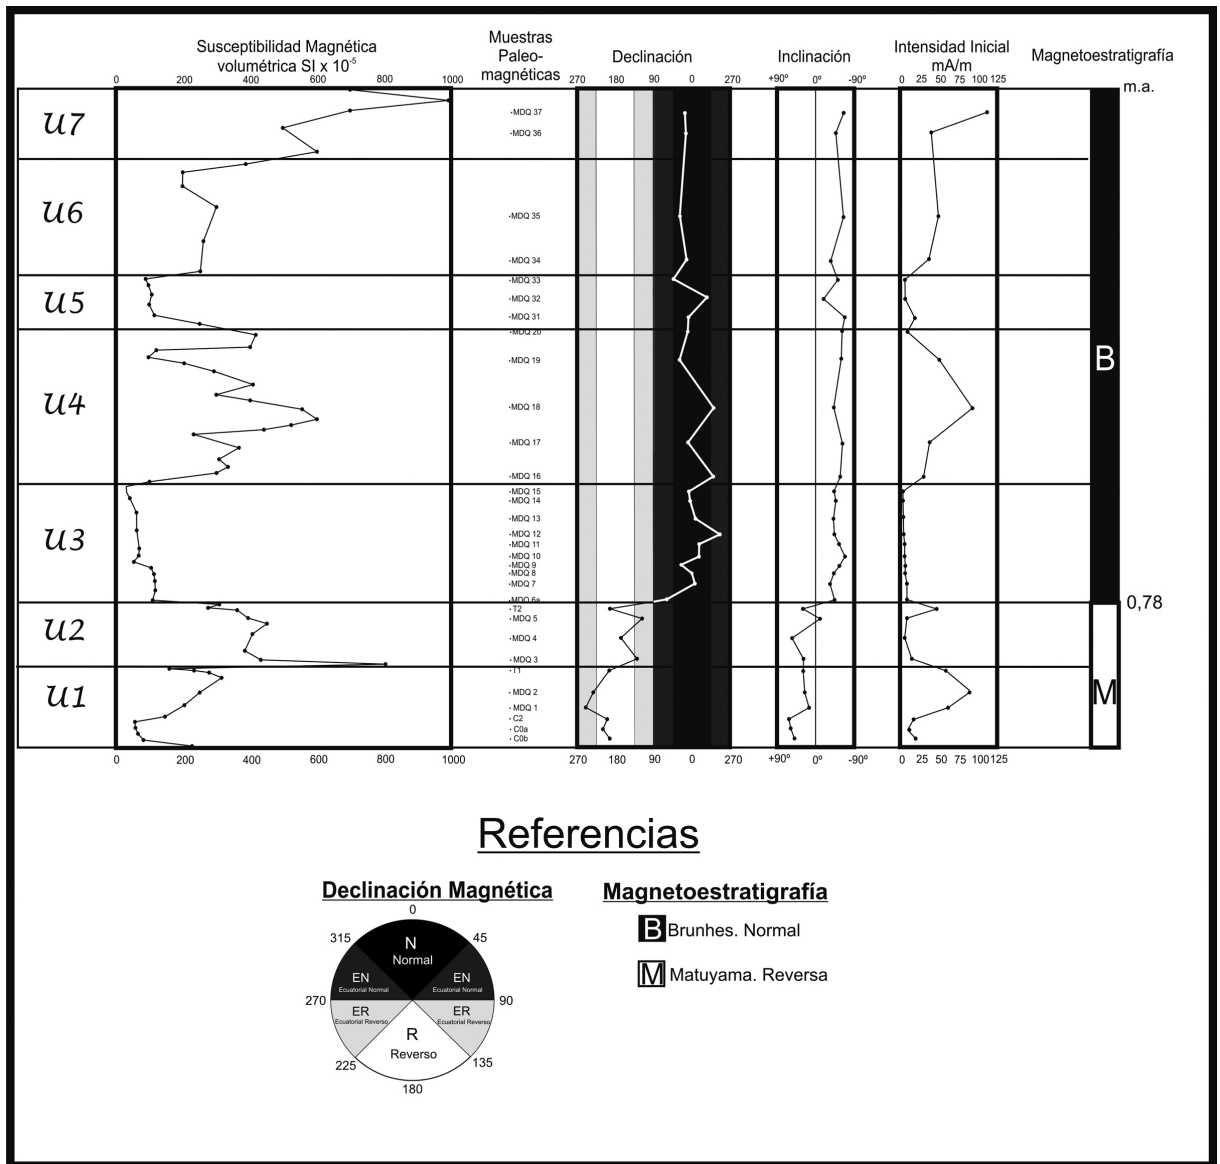 Susceptibilidad Magnética
volumétrica SI x 10⁻⁵
Muestras
Paleo-
magnéticas
Declinación
Inclinación
Intensidad Inicial
mA/m
Magnetoestratigrafía
0 200 400 600 800 1000
270 180 90 0 270
+90º 0º -90º
0 25 50 75 100 125
m.a.
U7
MDQ 37
MDQ 36
U6
MDQ 35
MDQ 34
U5
MDQ 33
MDQ 32
MDQ 31
U4
MDQ 20
MDQ 19
B
MDQ 18
MDQ 17
MDQ 16
U3
MDQ 15
MDQ 14
MDQ 13
MDQ 12
MDQ 11
MDQ 10
MDQ 9
MDQ 8
MDQ 7
MDQ 6a
0,78
U2
T2
MDQ 5
MDQ 4
MDQ 3
U1
T1
MDQ 2
M
MDQ 1
C2
C0a
C0b
0 200 400 600 800 1000
270 180 90 0 270
+90º 0º -90º
0 25 50 75 100 125
Referencias
Declinación Magnética
0
315
45
N
Normal
EN
Ecuatorial Normal
EN
Ecuatorial Normal
270
90
ER
Ecuatorial Reverso
ER
Ecuatorial Reverso
R
Reverso
225
135
180
Magnetoestratigrafía
B Brunhes. Normal
M Matuyama. Reversa